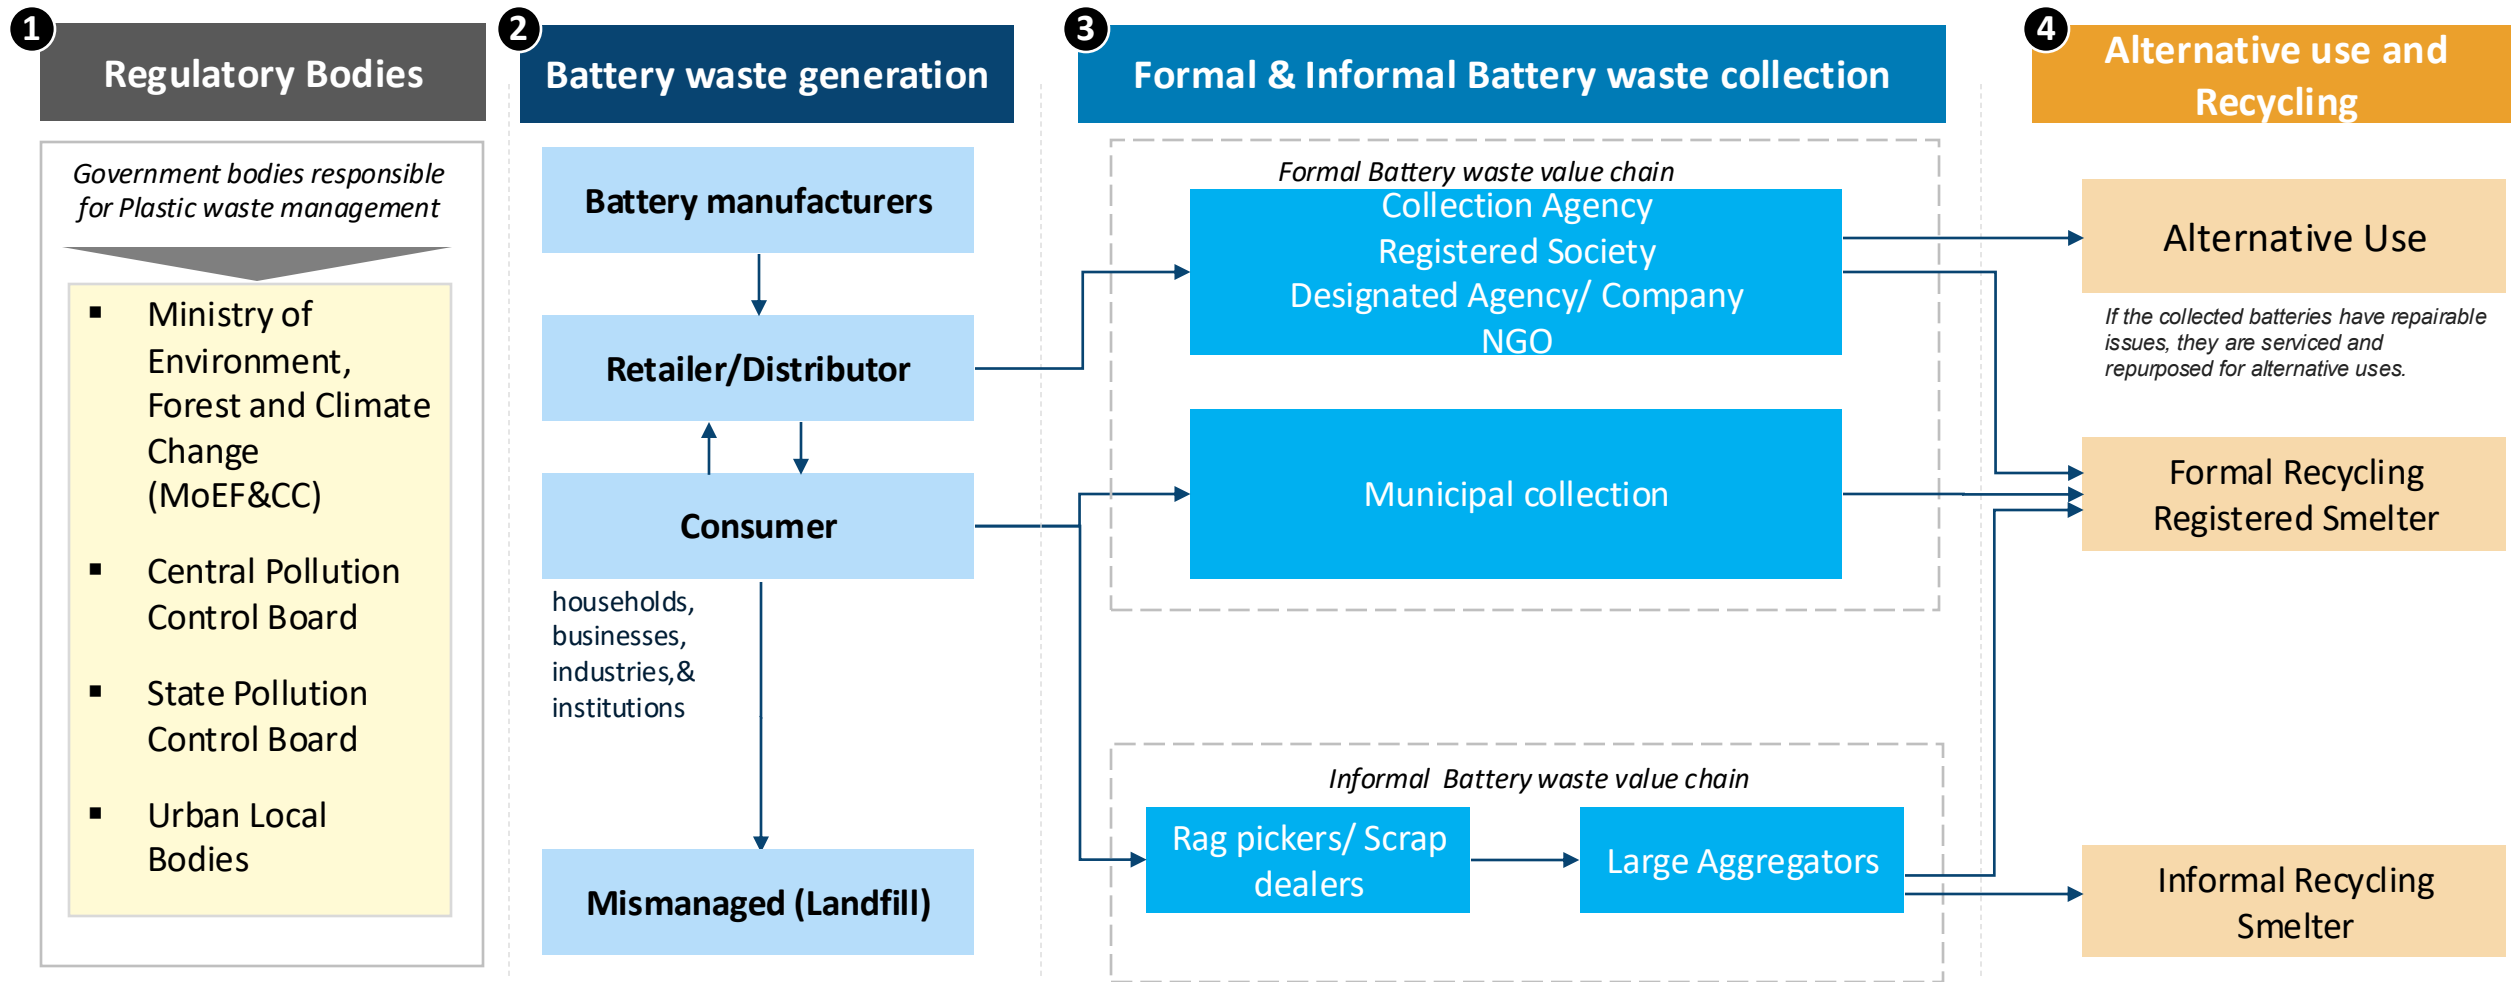 1
Regulatory Bodies
Government bodies responsible
for Plastic waste management
▪ Ministry of
Environment,
Forest and Climate
Change
(MoEF&CC)
▪ Central Pollution
Control Board
▪ State Pollution
Control Board
▪ Urban Local
Bodies
2
Battery waste generation
Battery manufacturers
Retailer/Distributor
Consumer
households,
businesses,
industries,&
institutions
Mismanaged (Landfill)
3
Formal & Informal Battery waste collection
Formal Battery waste value chain
Collection Agency
Registered Society
Designated Agency/ Company
NGO
Municipal collection
Informal Battery waste value chain
Rag pickers/ Scrap
dealers
Large Aggregators
4
Alternative use and
Recycling
Alternative Use
If the collected batteries have repairable
issues, they are serviced and
repurposed for alternative uses.
Formal Recycling
Registered Smelter
Informal Recycling
Smelter